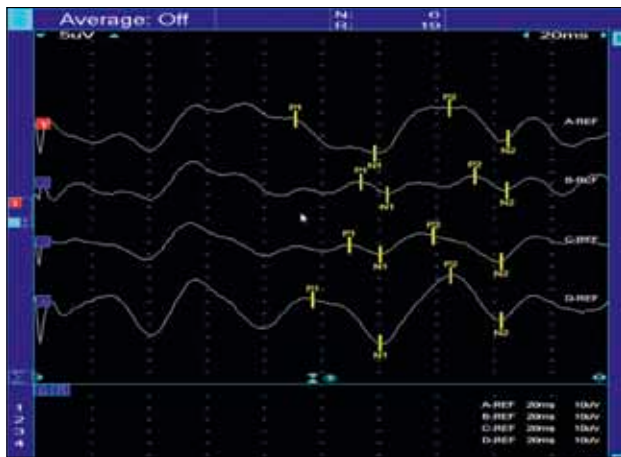 Average: Off
N: 6
R: 19
5uV
20ms
P1
P2
A-REF
N1
N2
P1
P2
B-REF
N1
N2
P1
P2
C-REF
N1
N2
P1
P2
D-REF
N1
N2
1
2
3
4
A-REF 20ms 10uV
B-REF 20ms 10uV
C-REF 20ms 10uV
D-REF 20ms 10uV